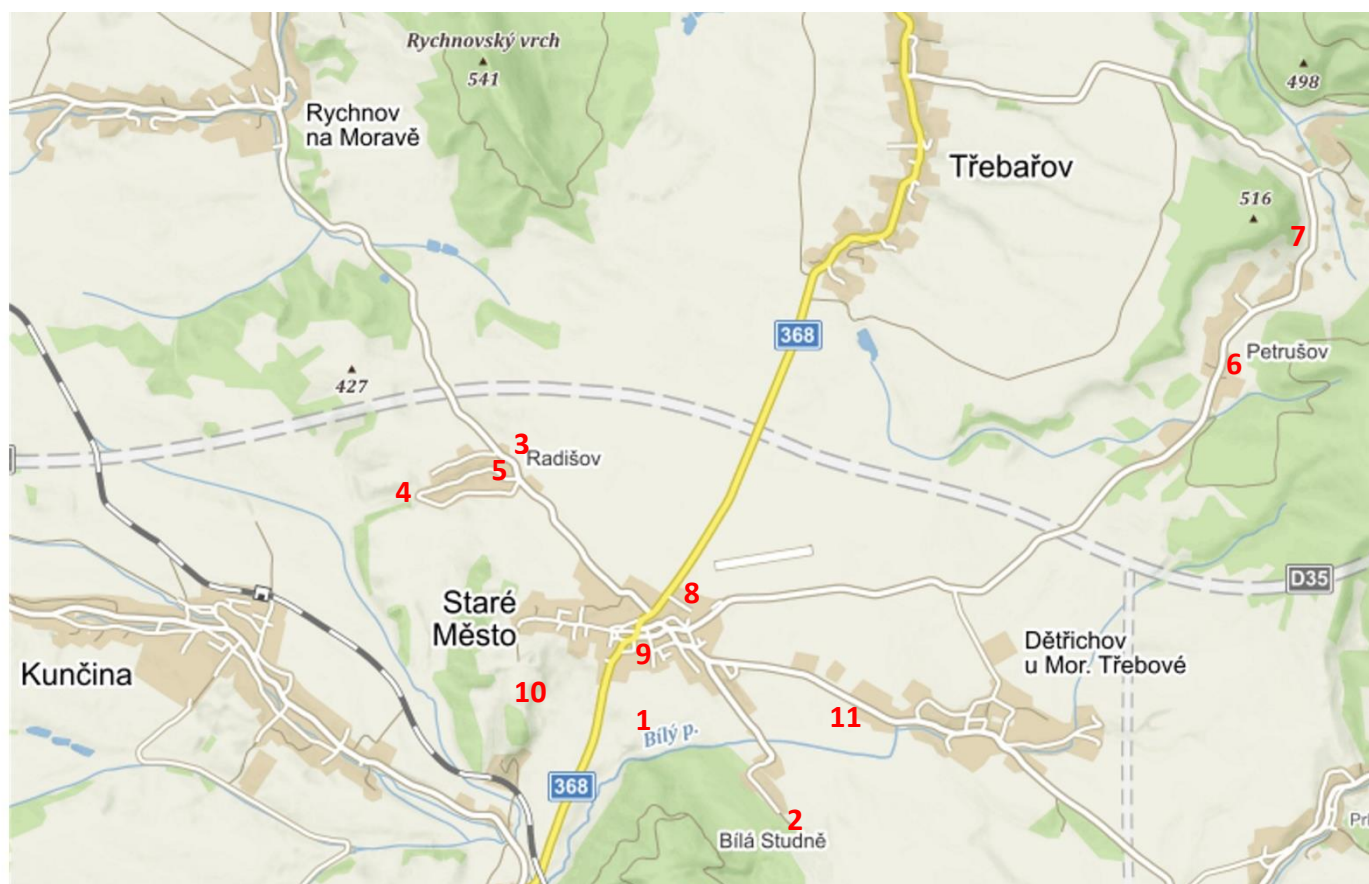 Rychnovský vrch
541
498
Rychnov
na Moravě
Třebařov
516
7
368
Petrušov
6
427
3
Radišov
5
4
D35
8
Staré
Město
Dětřichov
u Mor. Třebové
9
Kunčina
10
11
1
Bílý p.
368
2
Bílá Studně